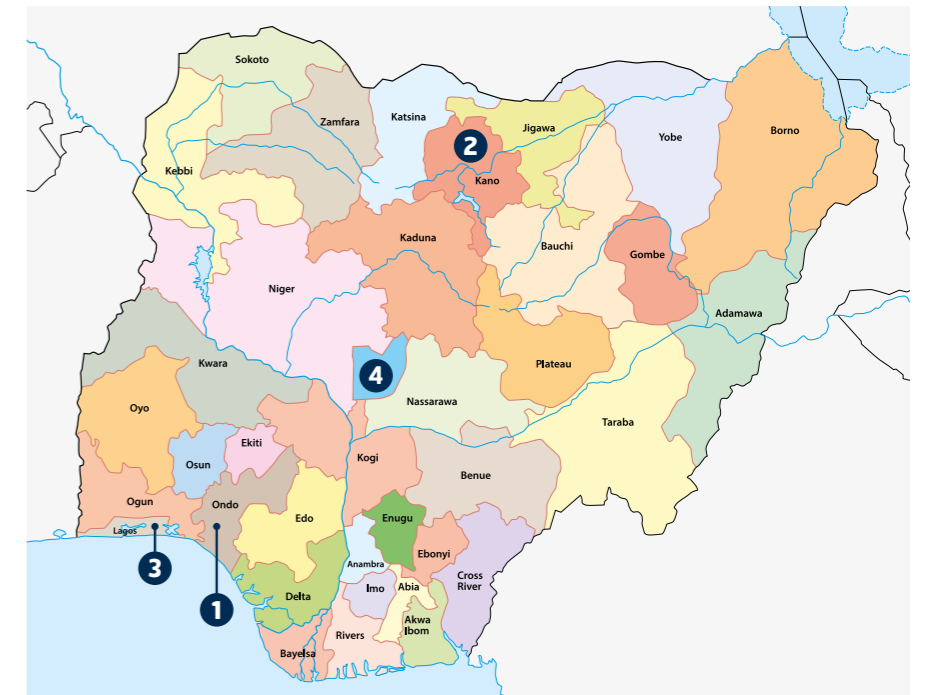 Sokoto
Zamfara
Katsina
Jigawa
Yobe
Borno
Kebbi
2
Kano
Kaduna
Bauchi
Gombe
Niger
Adamawa
Kwara
4
Plateau
Nassarawa
Oyo
Taraba
Ekiti
Osun
Kogi
Benue
Ogun
Ondo
Edo
Enugu
Lagos
Ebonyi
3
Anambra
Cross
River
Imo
Abia
Delta
1
Akwa
Ibom
Rivers
Bayelsa